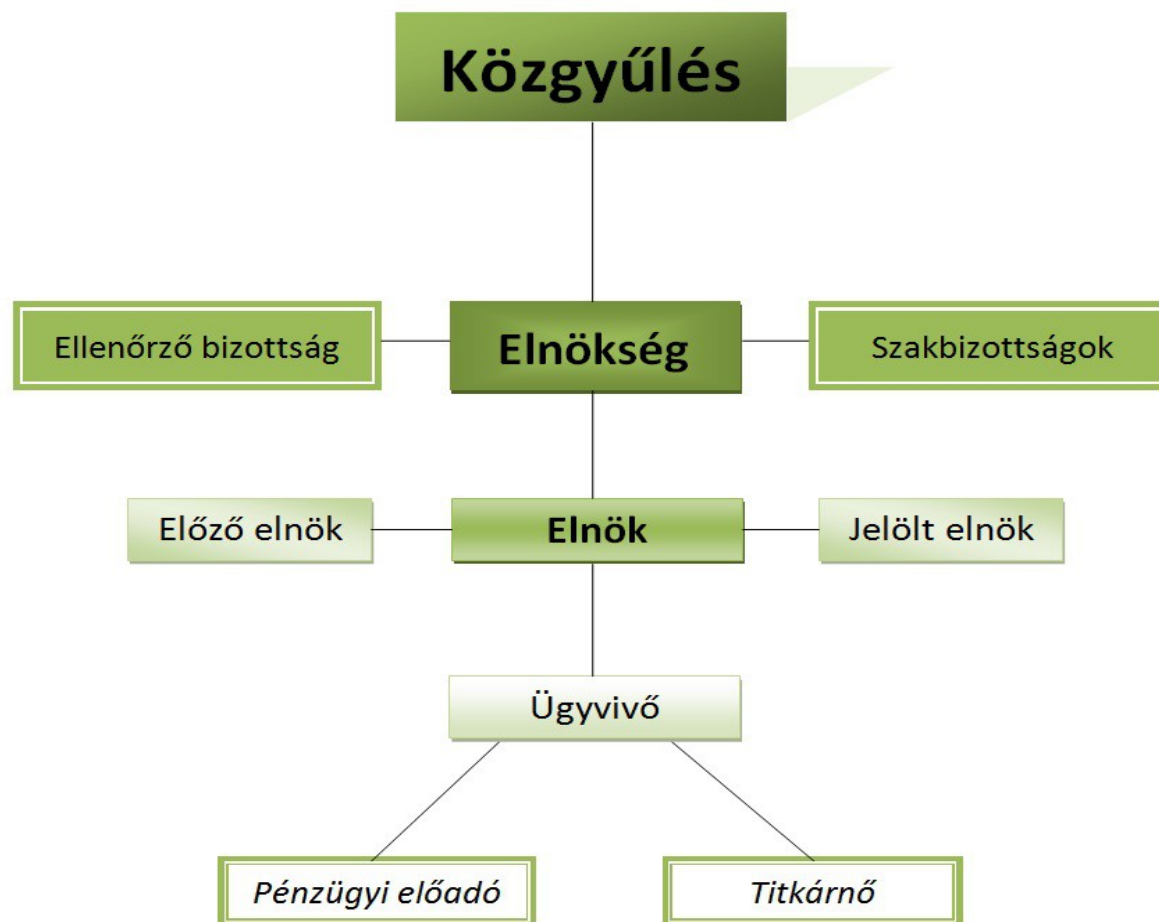 Közgyűlés
Ellenőrző bizottság
Elnökség
Szakbizottságok
Előző elnök
Elnök
Jelölt elnök
Ügyvivő
Pénzügyi előadó
Titkárnő